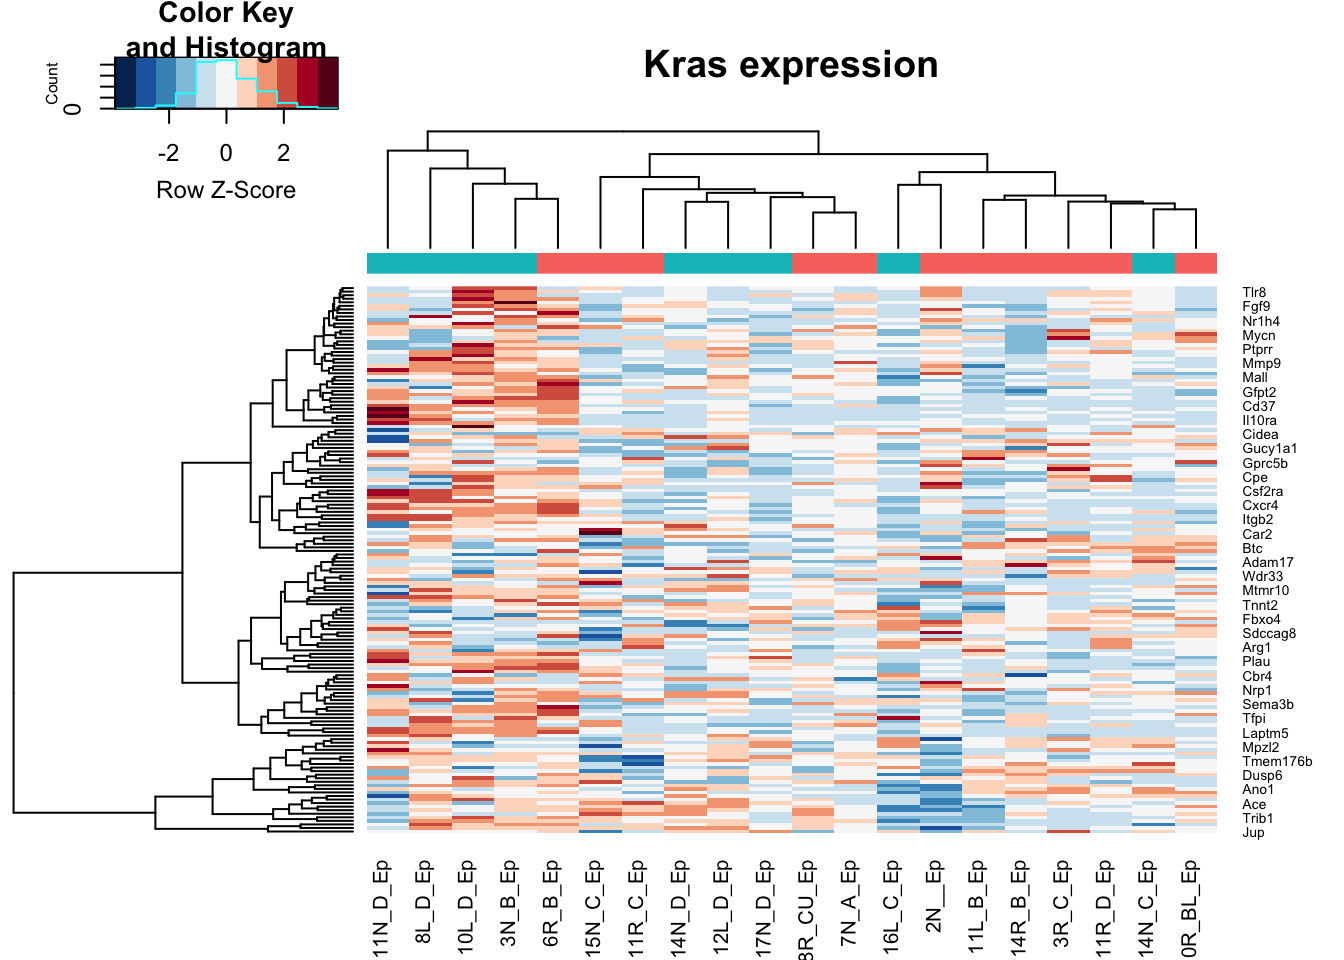 Color Key
and Histogram
Count
0
-2 0 2
Row Z-Score
Kras expression
Tlr8
Fgf9
Nr1h4
Mycn
Ptprr
Mmp9
Mall
Gfpt2
Cd37
Il10ra
Cidea
Gucy1a1
Gprc5b
Cpe
Csf2ra
Cxcr4
Itgb2
Car2
Btc
Adam17
Wdr33
Mtmr10
Tnnt2
Fbxo4
Sdccag8
Arg1
Plau
Cbr4
Nrp1
Sema3b
Tfpi
Laptm5
Mpzl2
Tmem176b
Dusp6
Ano1
Ace
Trib1
Jup
11N_D_Ep
8L_D_Ep
10L_D_Ep
3N_B_Ep
6R_B_Ep
15N_C_Ep
11R_C_Ep
14N_D_Ep
12L_D_Ep
17N_D_Ep
8R_CU_Ep
7N_A_Ep
16L_C_Ep
2N__Ep
11L_B_Ep
14R_B_Ep
3R_C_Ep
11R_D_Ep
14N_C_Ep
0R_BL_Ep